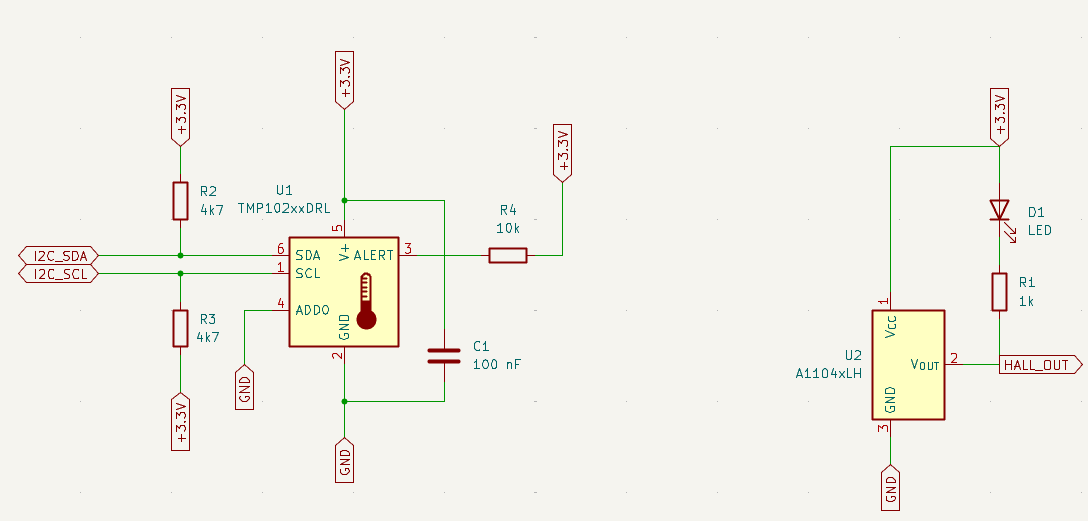 +3.3V
+3.3V
+3.3V
+3.3V
R2
4k7
U1
TMP102xxDRL
R4
10k
D1
LED
I2C_SDA
I2C_SCL
6
1
4
5
3
2
SDA
SCL
ADD0
V+
ALERT
GND
R3
4k7
GND
+3.3V
C1
100 nF
GND
R1
1k
U2
A1104xLH
1
VCC
VOUT
2
GND
3
HALL_OUT
GND